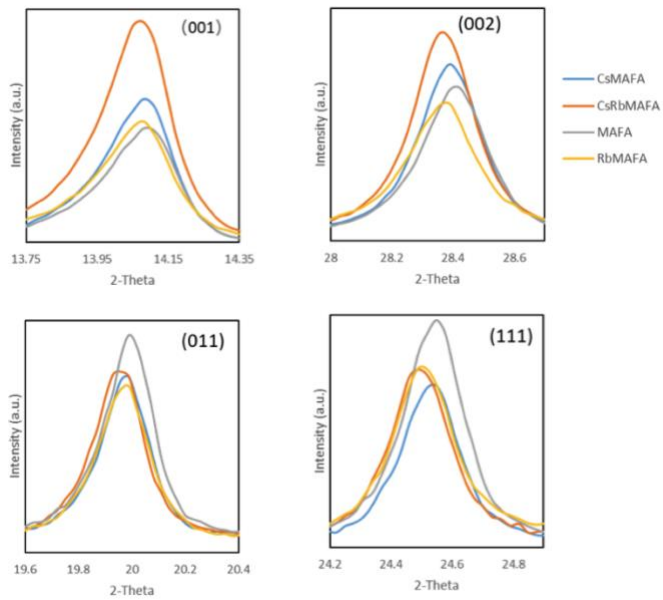 (001)
Intensity (a.u.)
13.75 13.95 14.15 14.35
2-Theta
(002)
Intensity (a.u.)
28 28.2 28.4 28.6
2-Theta
CsMAFA
CsRbMAFA
MAFA
RbMAFA
(011)
Intensity (a.u.)
19.6 19.8 20 20.2 20.4
2-Theta
(111)
Intensity (a.u.)
24.2 24.4 24.6 24.8
2-Theta